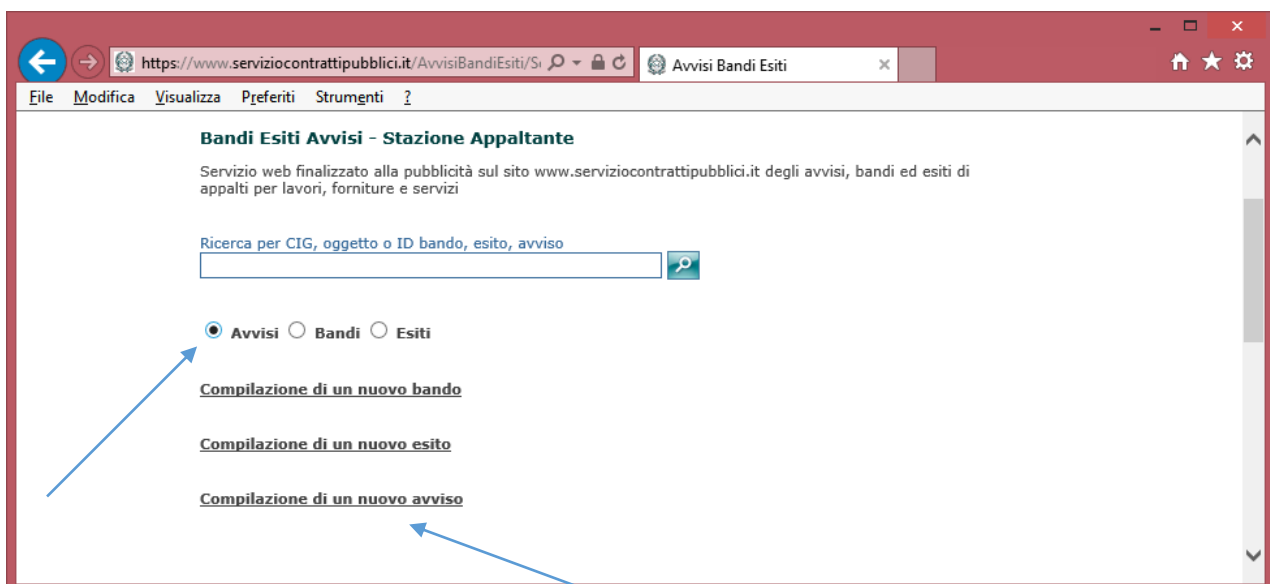 https://www.serviziocontrattipubblici.it/AvvisiBandiEsiti/S
Avvisi Bandi Esiti
File Modifica Visualizza Preferiti Strumenti ?
Bandi Esiti Avvisi - Stazione Appaltante
Servizio web finalizzato alla pubblicità sul sito www.serviziocontrattipubblici.it degli avvisi, bandi ed esiti di
appalti per lavori, forniture e servizi
Ricerca per CIG, oggetto o ID bando, esito, avviso
Avvisi Bandi Esiti
Compilazione di un nuovo bando
Compilazione di un nuovo esito
Compilazione di un nuovo avviso